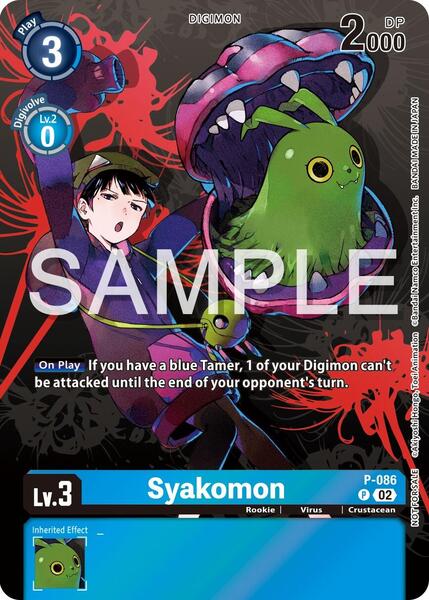 DIGIMON
Play
3
2000
DP
Digivolve
Lv.2
0
SAMPLE
On Play If you have a blue Tamer, 1 of your Digimon can't
be attacked until the end of your opponent's turn.
Lv.3
Syakomon
P-086
P 02
Rookie | Virus | Crustacean
Inherited Effect
–
©Akiyoshi Hongo, Toei Animation ©Bandai Namco Entertainment Inc. BANDAI MADE IN JAPAN
NOT FOR SALE